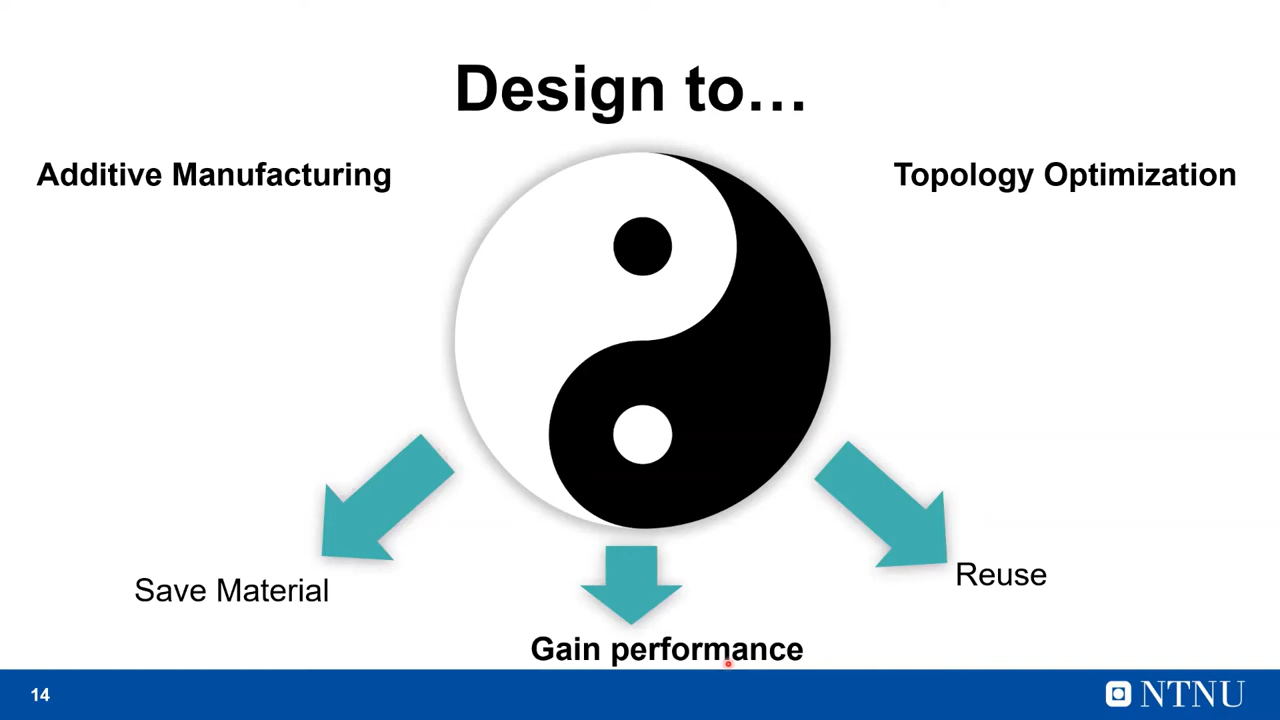 Design to…
Additive Manufacturing
Topology Optimization
Save Material
Reuse
Gain performance
14
NTNU